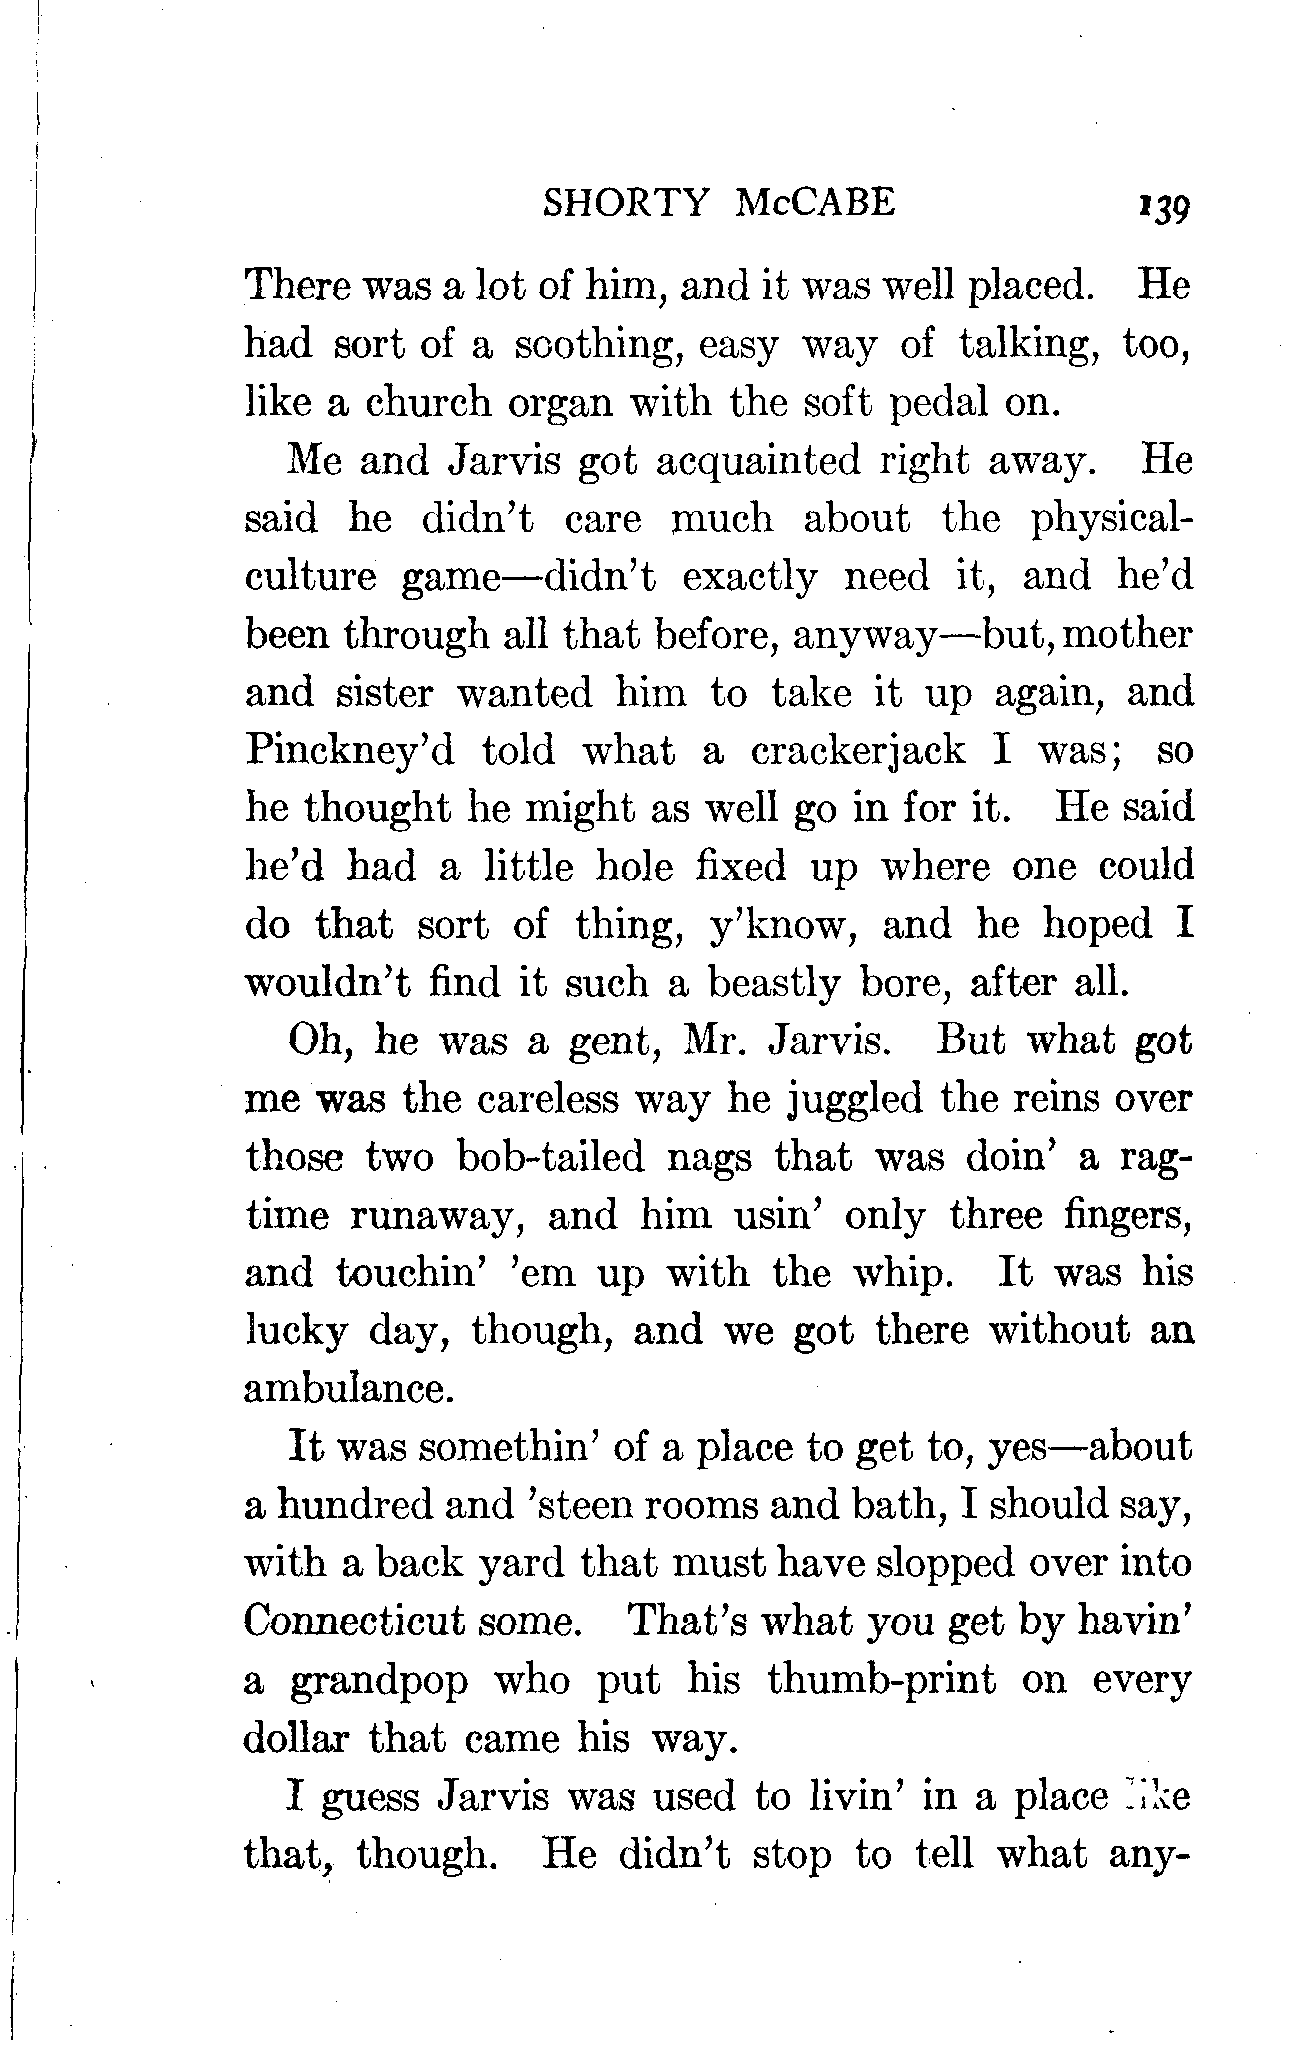 SHORTY McCABE 139
There was a lot of him, and it was well placed. He
had sort of a soothing, easy way of talking, too,
like a church organ with the soft pedal on.
Me and Jarvis got acquainted right away. He
said he didn't care much about the physical-
culture game—didn't exactly need it, and he'd
been through all that before, anyway—but, mother
and sister wanted him to take it up again, and
Pinckney'd told what a crackerjack I was; so
he thought he might as well go in for it. He said
he'd had a little hole fixed up where one could
do that sort of thing, y'know, and he hoped I
wouldn't find it such a beastly bore, after all.
Oh, he was a gent, Mr. Jarvis. But what got
me was the careless way he juggled the reins over
those two bob-tailed nags that was doin' a rag-
time runaway, and him usin' only three fingers,
and touchin' 'em up with the whip. It was his
lucky day, though, and we got there without an
ambulance.
It was somethin' of a place to get to, yes—about
a hundred and 'steen rooms and bath, I should say,
with a back yard that must have slopped over into
Connecticut some. That's what you get by havin'
a grandpop who put his thumb-print on every
dollar that came his way.
I guess Jarvis was used to livin' in a place like
that, though. He didn't stop to tell what any-